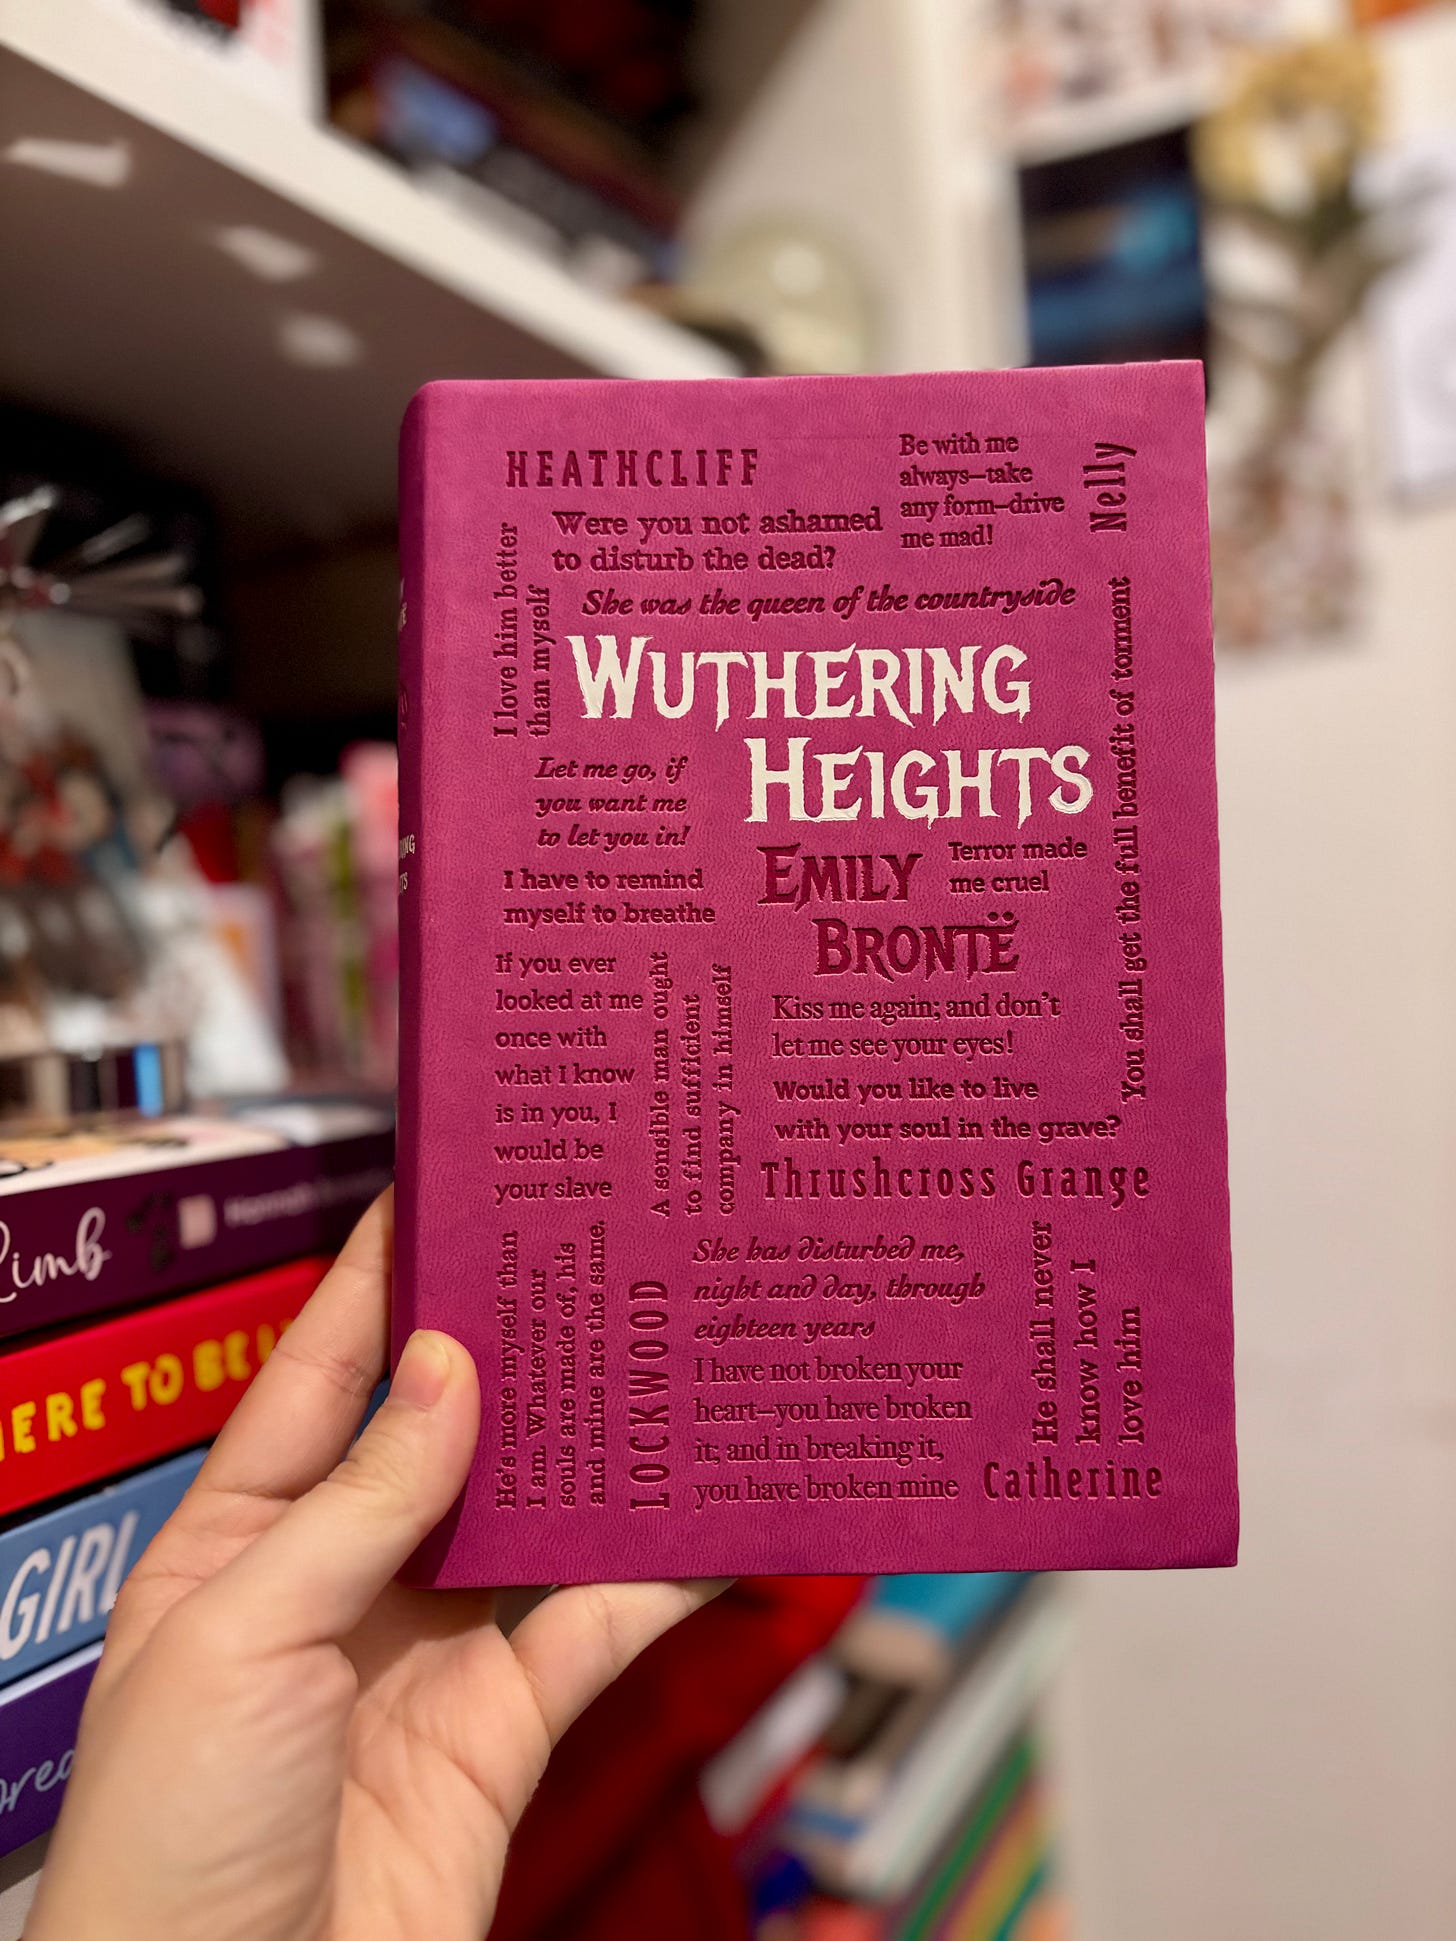 HEATHCLIFF
Be with me
always—take
any form—drive
me mad!
Nelly
Were you not ashamed
to disturb the dead?
I love him better
than myself
She was the queen of the countryside
WUTHERING
HEIGHTS
You shall get the full benefit of torment
Let me go, if
you want me
to let you in!
EMILY
BRONTË
Terror made
me cruel
I have to remind
myself to breathe
If you ever
looked at me
once with
what I know
is in you, I
would be
your slave
A sensible man ought
to find sufficient
company in himself
Kiss me again; and don't
let me see your eyes!
Would you like to live
with your soul in the grave?
Thrushcross Grange
He's more myself than
I am. Whatever our
souls are made of, his
and mine are the same.
LOCKWOOD
She has disturbed me,
night and day, through
eighteen years
I have not broken your
heart—you have broken
it; and in breaking it,
you have broken mine
He shall never
know how I
love him
Catherine
HEIGHTS
TO BE
GIRL